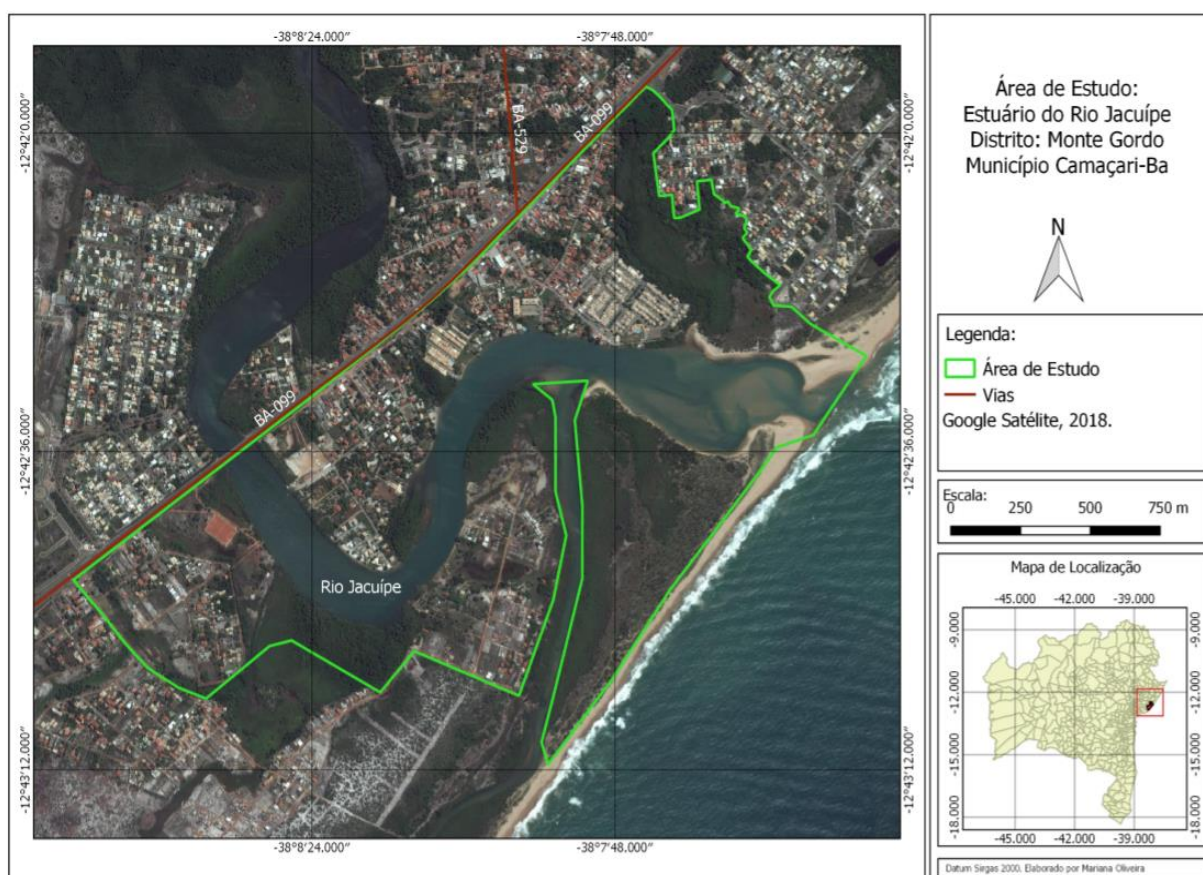 -38°8'24.000"
-38°7'48.000"
-12°42'0.000"
-12°42'0.000"
BA-529
BA-099
BA-099
-12°42'36.000"
-12°42'36.000"
Rio Jacuípe
-12°43'12.000"
-12°43'12.000"
-38°8'24.000"
-38°7'48.000"
Área de Estudo:
Estuário do Rio Jacuípe
Distrito: Monte Gordo
Município Camaçari-Ba
N
Legenda:
Área de Estudo
Vias
Google Satélite, 2018.
Escala:
0 250 500 750 m
Mapa de Localização
-45.000 -42.000 -39.000
-9.000
-9.000
-12.000
-12.000
-15.000
-15.000
-18.000
-18.000
-45.000 -42.000 -39.000
Datum Sirgas 2000. Elaborado por Mariana Oliveira